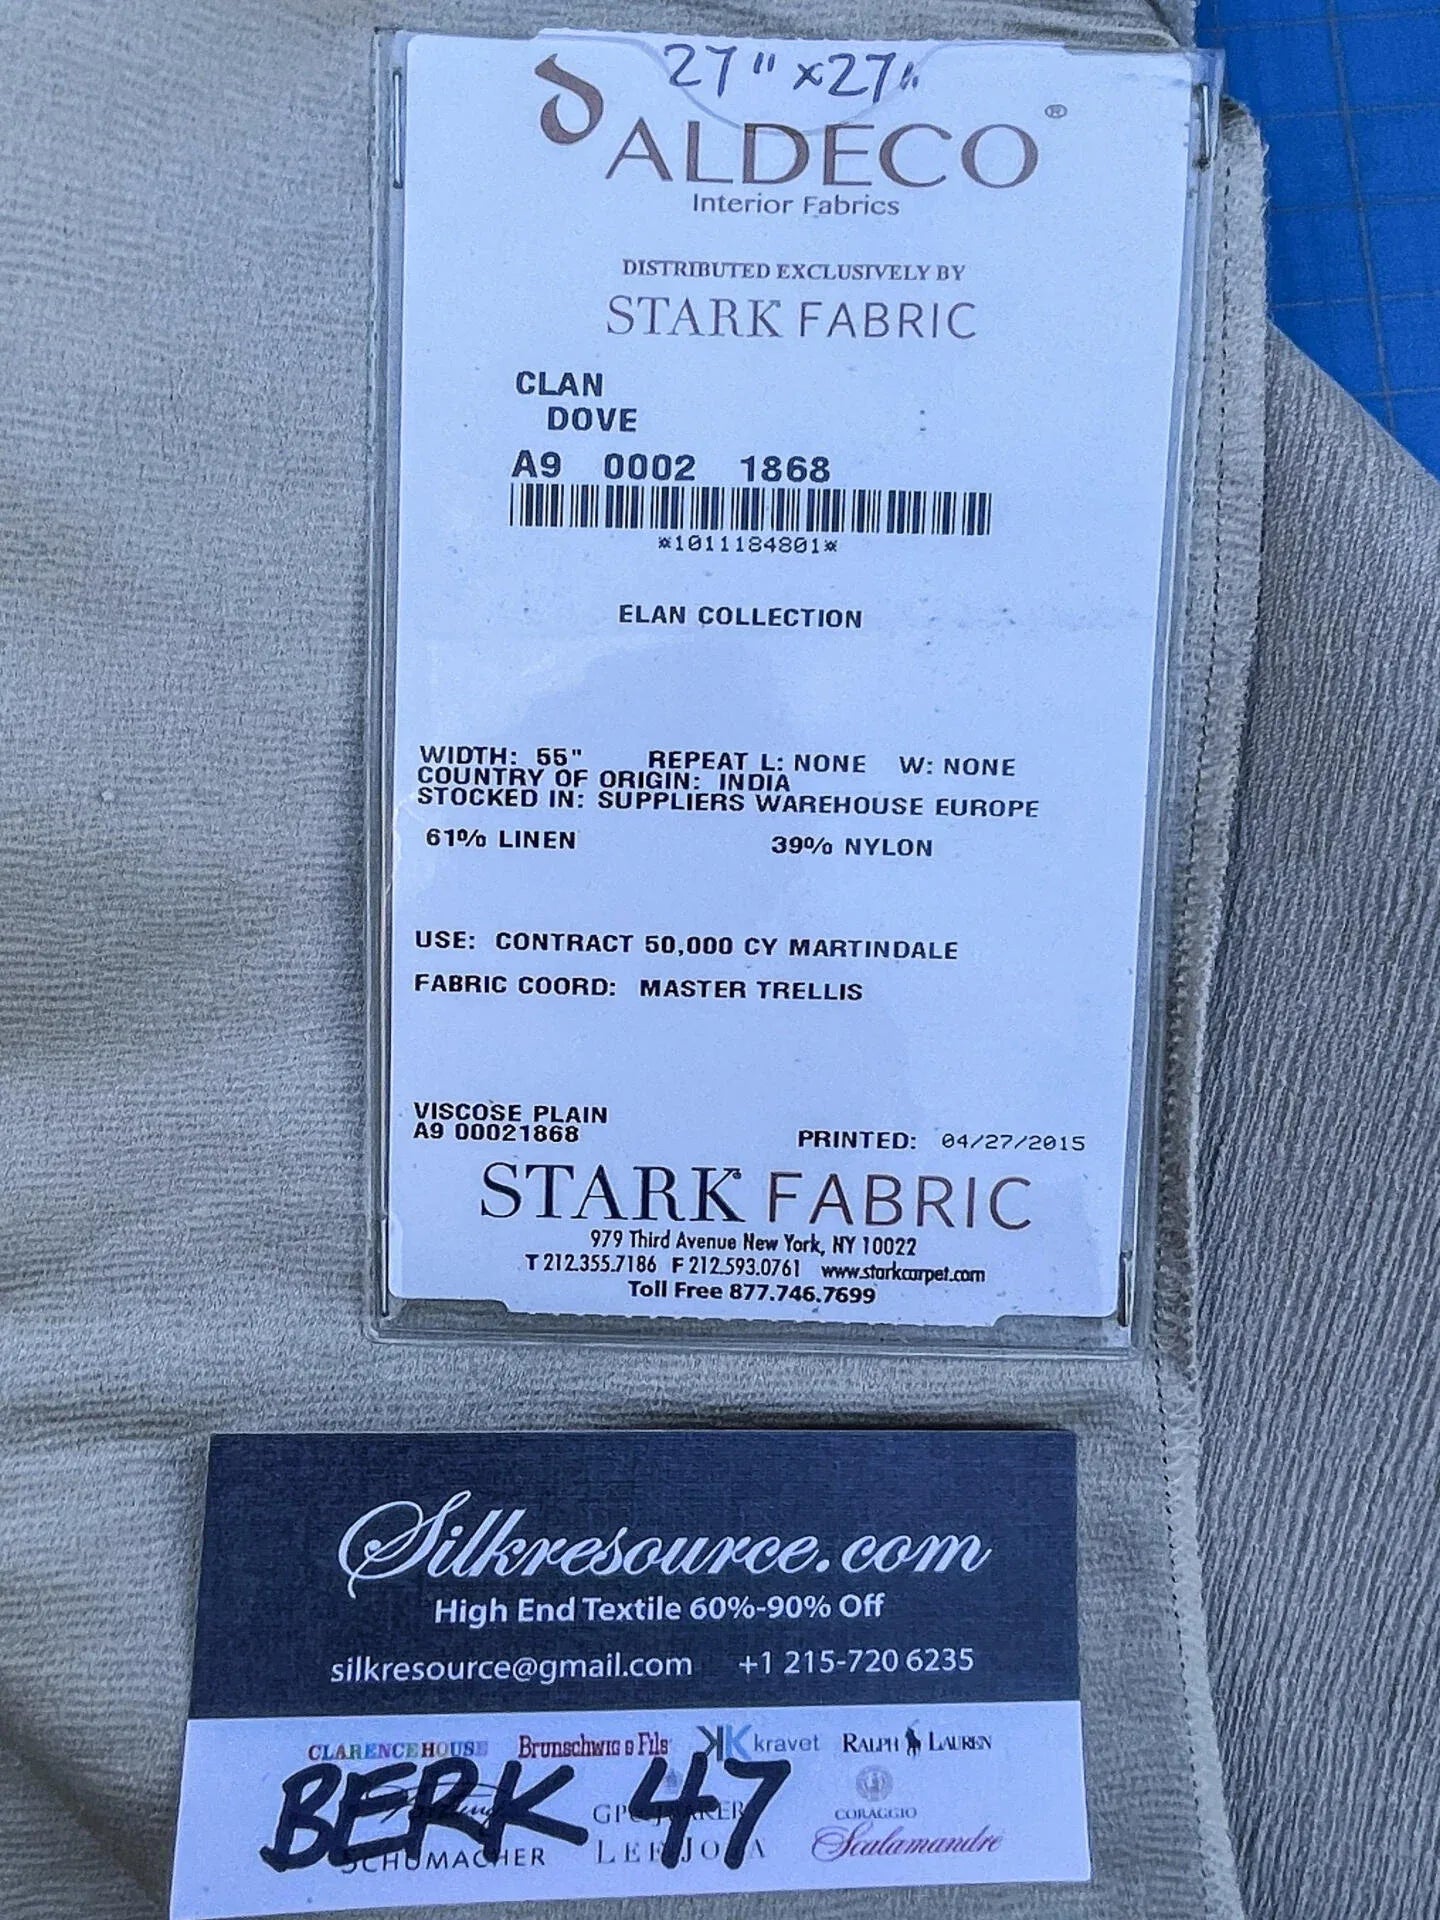 27" x27"
ALDECO®
Interior Fabrics
DISTRIBUTED EXCLUSIVELY BY
STARK FABRIC
CLAN
DOVE
A9 0002 1868
*1011184801*
ELAN COLLECTION
WIDTH: 55" REPEAT L: NONE W: NONE
COUNTRY OF ORIGIN: INDIA
STOCKED IN: SUPPLIERS WAREHOUSE EUROPE
61% LINEN 39% NYLON
USE: CONTRACT 50,000 CY MARTINDALE
FABRIC COORD: MASTER TRELLIS
VISCOSE PLAIN
A9 00021868 PRINTED: 04/27/2015
STARK FABRIC
979 Third Avenue New York, NY 10022
T 212.355.7186 F 212.593.0761 www.starkcarpet.com
Toll Free 877.746.7699
Silkresource.com
High End Textile 60%-90% Off
silkresource@gmail.com +1 215-720 6235
CLARENCE HOUSE Brunschwig & Fils kravet RALPH LAUREN
BERK 47
CORAGGIO
SCHUMACHER LEE JOFA Scalamandre